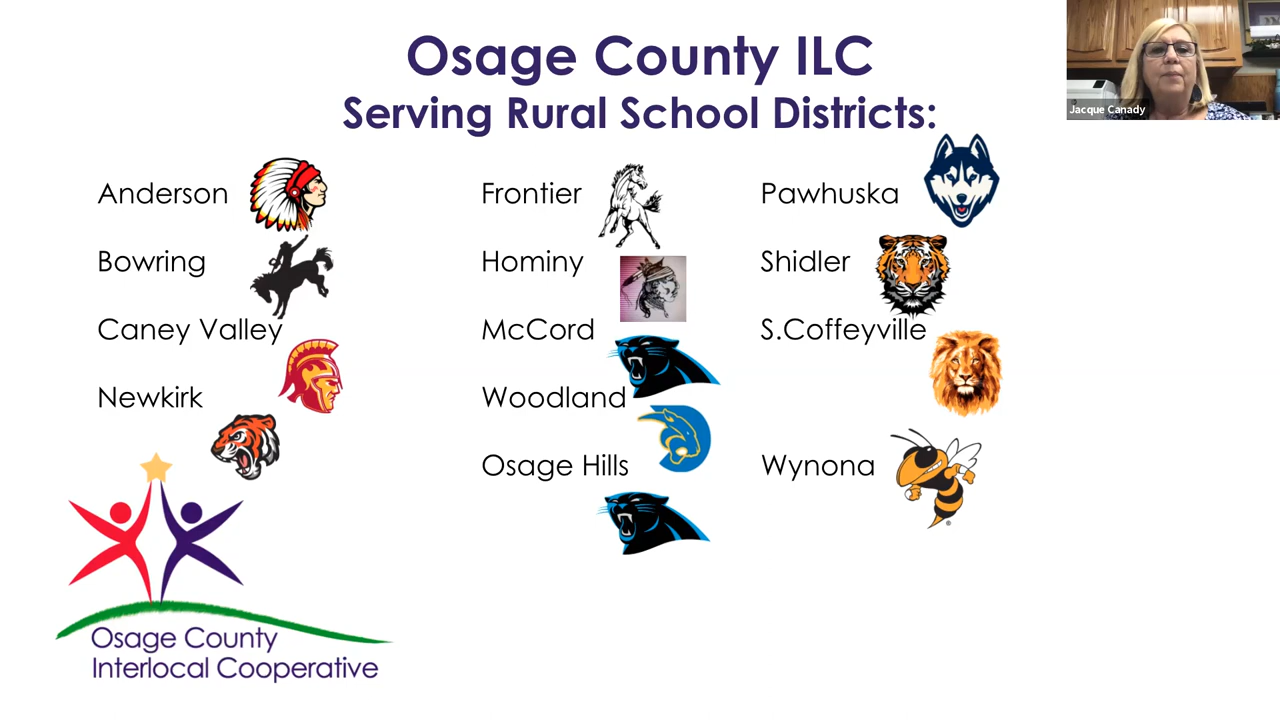 Osage County ILC
Serving Rural School Districts:
Jacque Canady
Anderson
Bowring
Caney Valley
Newkirk
Frontier
Hominy
McCord
Woodland
Osage Hills
Pawhuska
Shidler
S.Coffeyville
Wynona
®
Osage County
Interlocal Cooperative